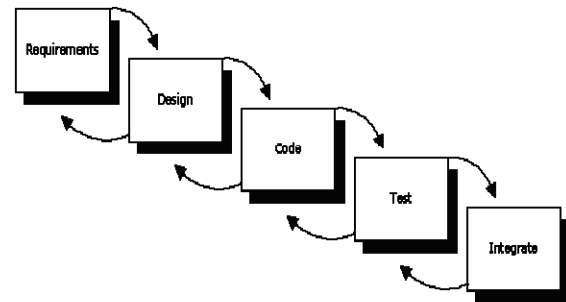 Requirements
Design
Code
Test
Integrate